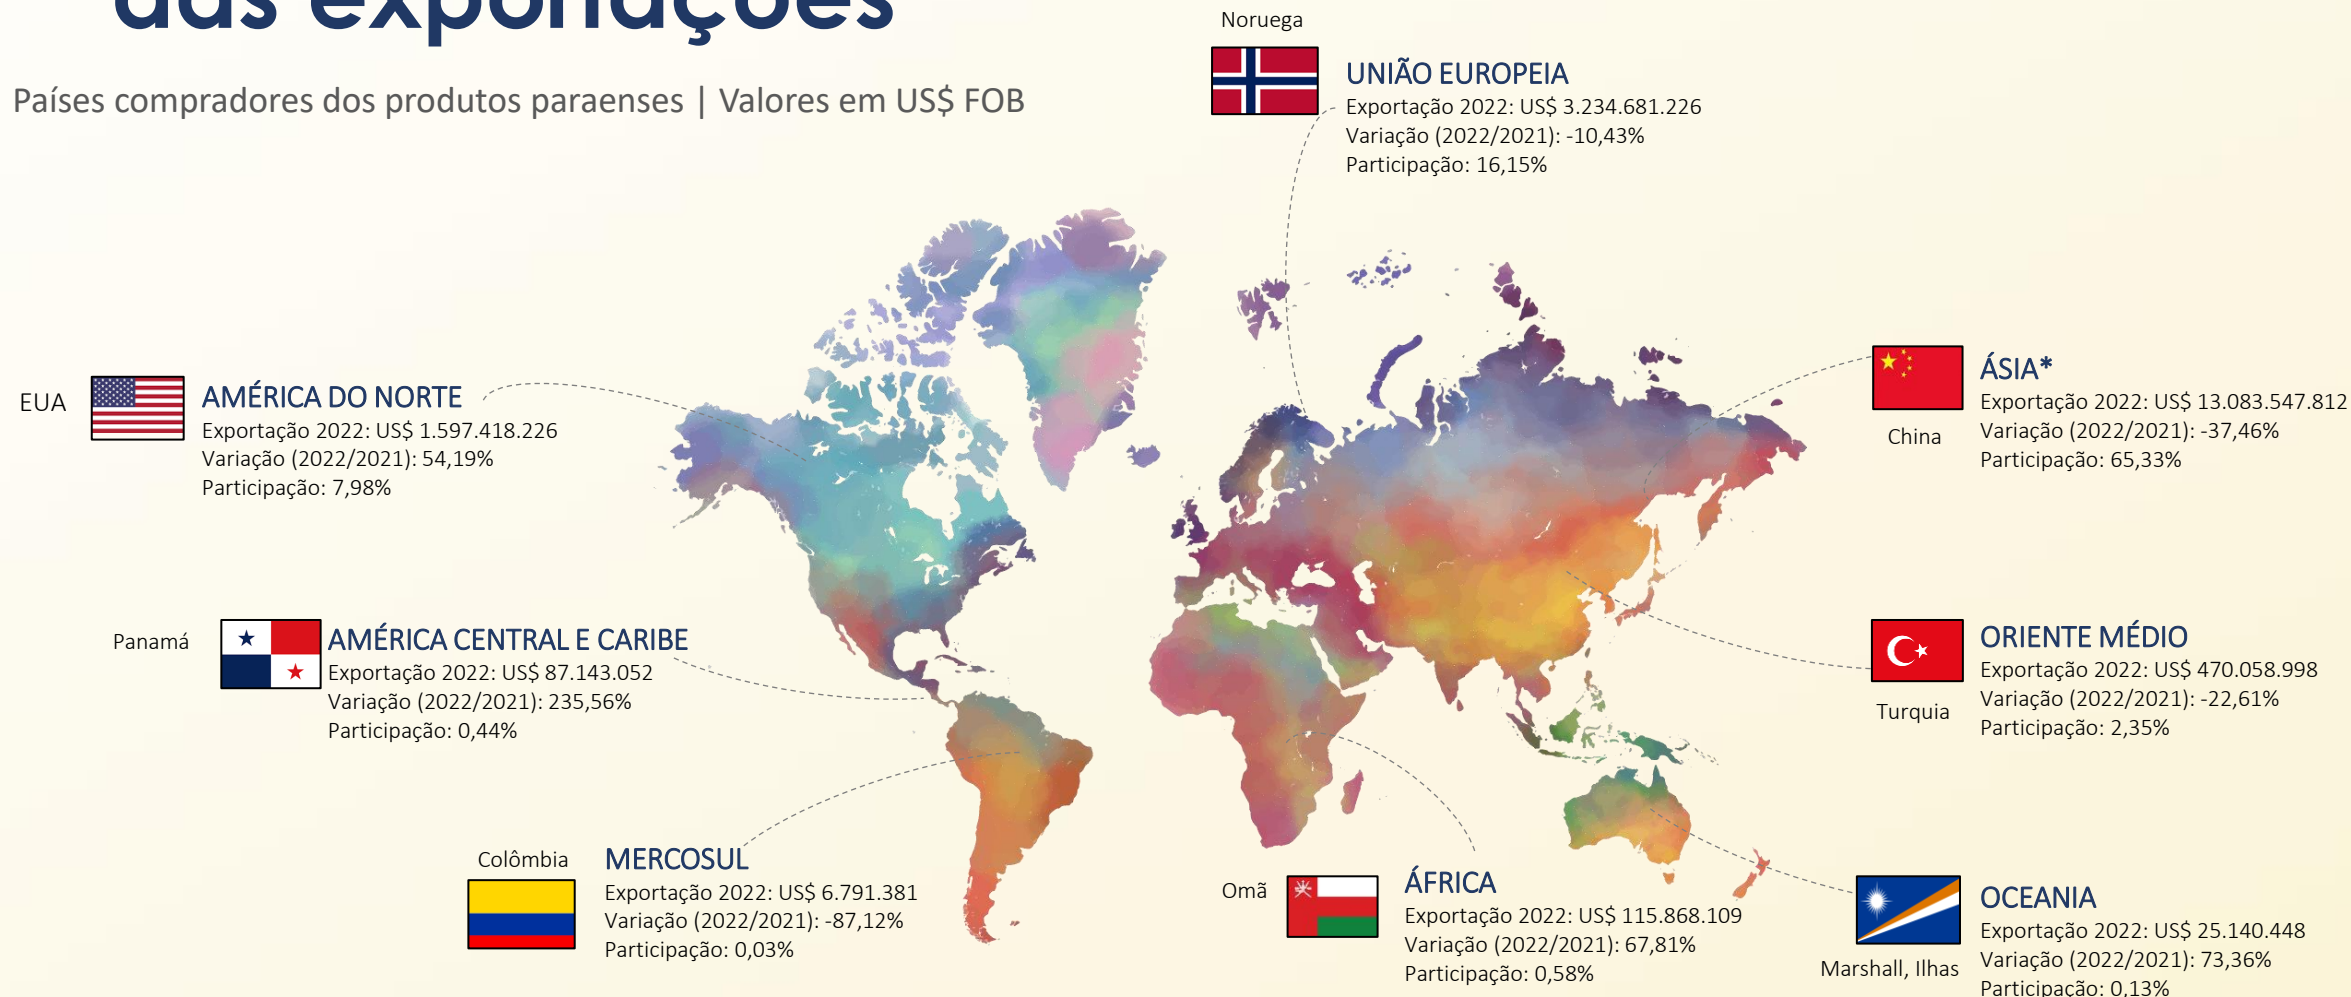 das exportações
Países compradores dos produtos paraenses | Valores em US$ FOB
Noruega
UNIÃO EUROPEIA
Exportação 2022: US$ 3.234.681.226
Variação (2022/2021): -10,43%
Participação: 16,15%
EUA
AMÉRICA DO NORTE
Exportação 2022: US$ 1.597.418.226
Variação (2022/2021): 54,19%
Participação: 7,98%
ÁSIA*
Exportação 2022: US$ 13.083.547.812
Variação (2022/2021): -37,46%
Participação: 65,33%
China
Panamá
AMÉRICA CENTRAL E CARIBE
Exportação 2022: US$ 87.143.052
Variação (2022/2021): 235,56%
Participação: 0,44%
ORIENTE MÉDIO
Exportação 2022: US$ 470.058.998
Variação (2022/2021): -22,61%
Participação: 2,35%
Turquia
Colômbia
MERCOSUL
Exportação 2022: US$ 6.791.381
Variação (2022/2021): -87,12%
Participação: 0,03%
Omã
ÁFRICA
Exportação 2022: US$ 115.868.109
Variação (2022/2021): 67,81%
Participação: 0,58%
OCEANIA
Exportação 2022: US$ 25.140.448
Variação (2022/2021): 73,36%
Participação: 0,13%
Marshall, Ilhas